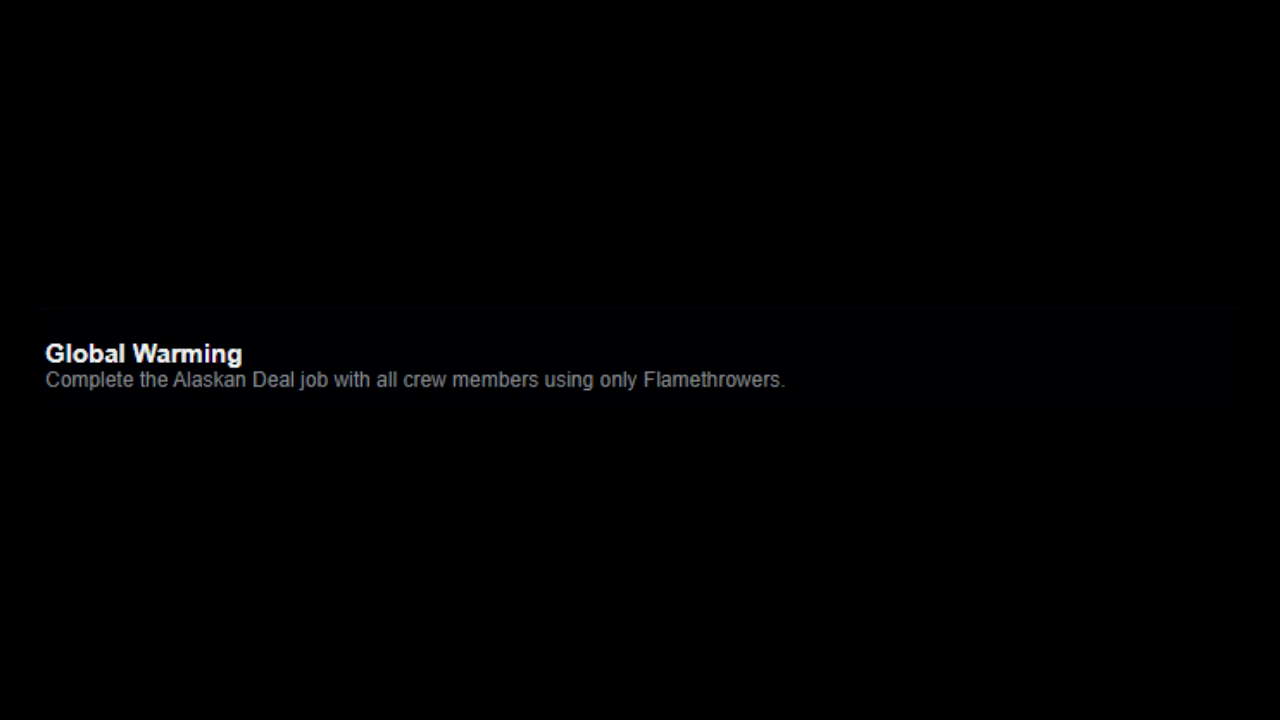 Global Warming
Complete the Alaskan Deal job with all crew members using only Flamethrowers.